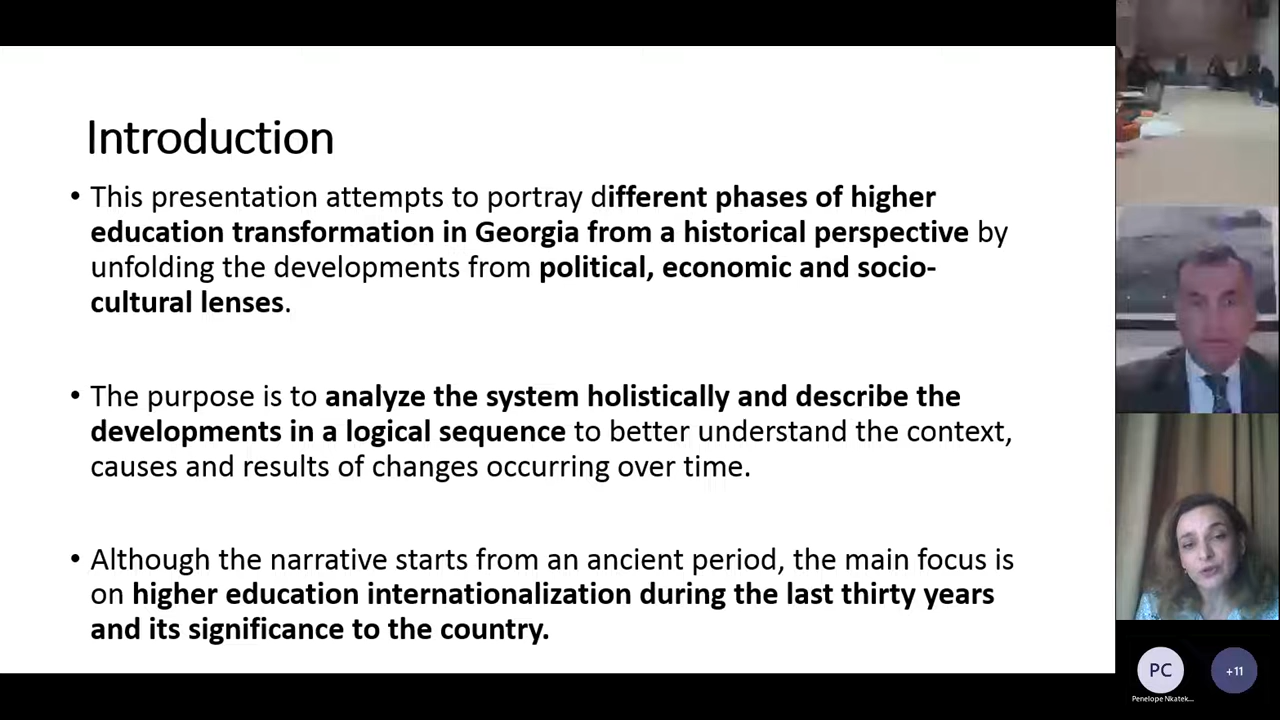 Introduction
• This presentation attempts to portray different phases of higher
education transformation in Georgia from a historical perspective by
unfolding the developments from political, economic and socio-
cultural lenses.
• The purpose is to analyze the system holistically and describe the
developments in a logical sequence to better understand the context,
causes and results of changes occurring over time.
• Although the narrative starts from an ancient period, the main focus is
on higher education internationalization during the last thirty years
and its significance to the country.
PC
+11
Penelope Nkatek...